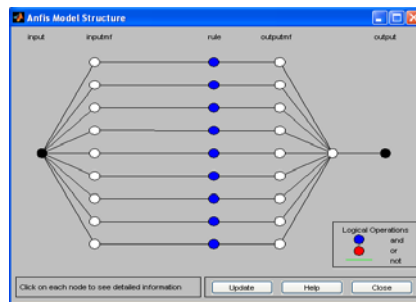 Anfis Model Structure
input inputmf rule outputmf output
Logical Operations
and
or
not
Click on each node to see detailed information
Update Help Close